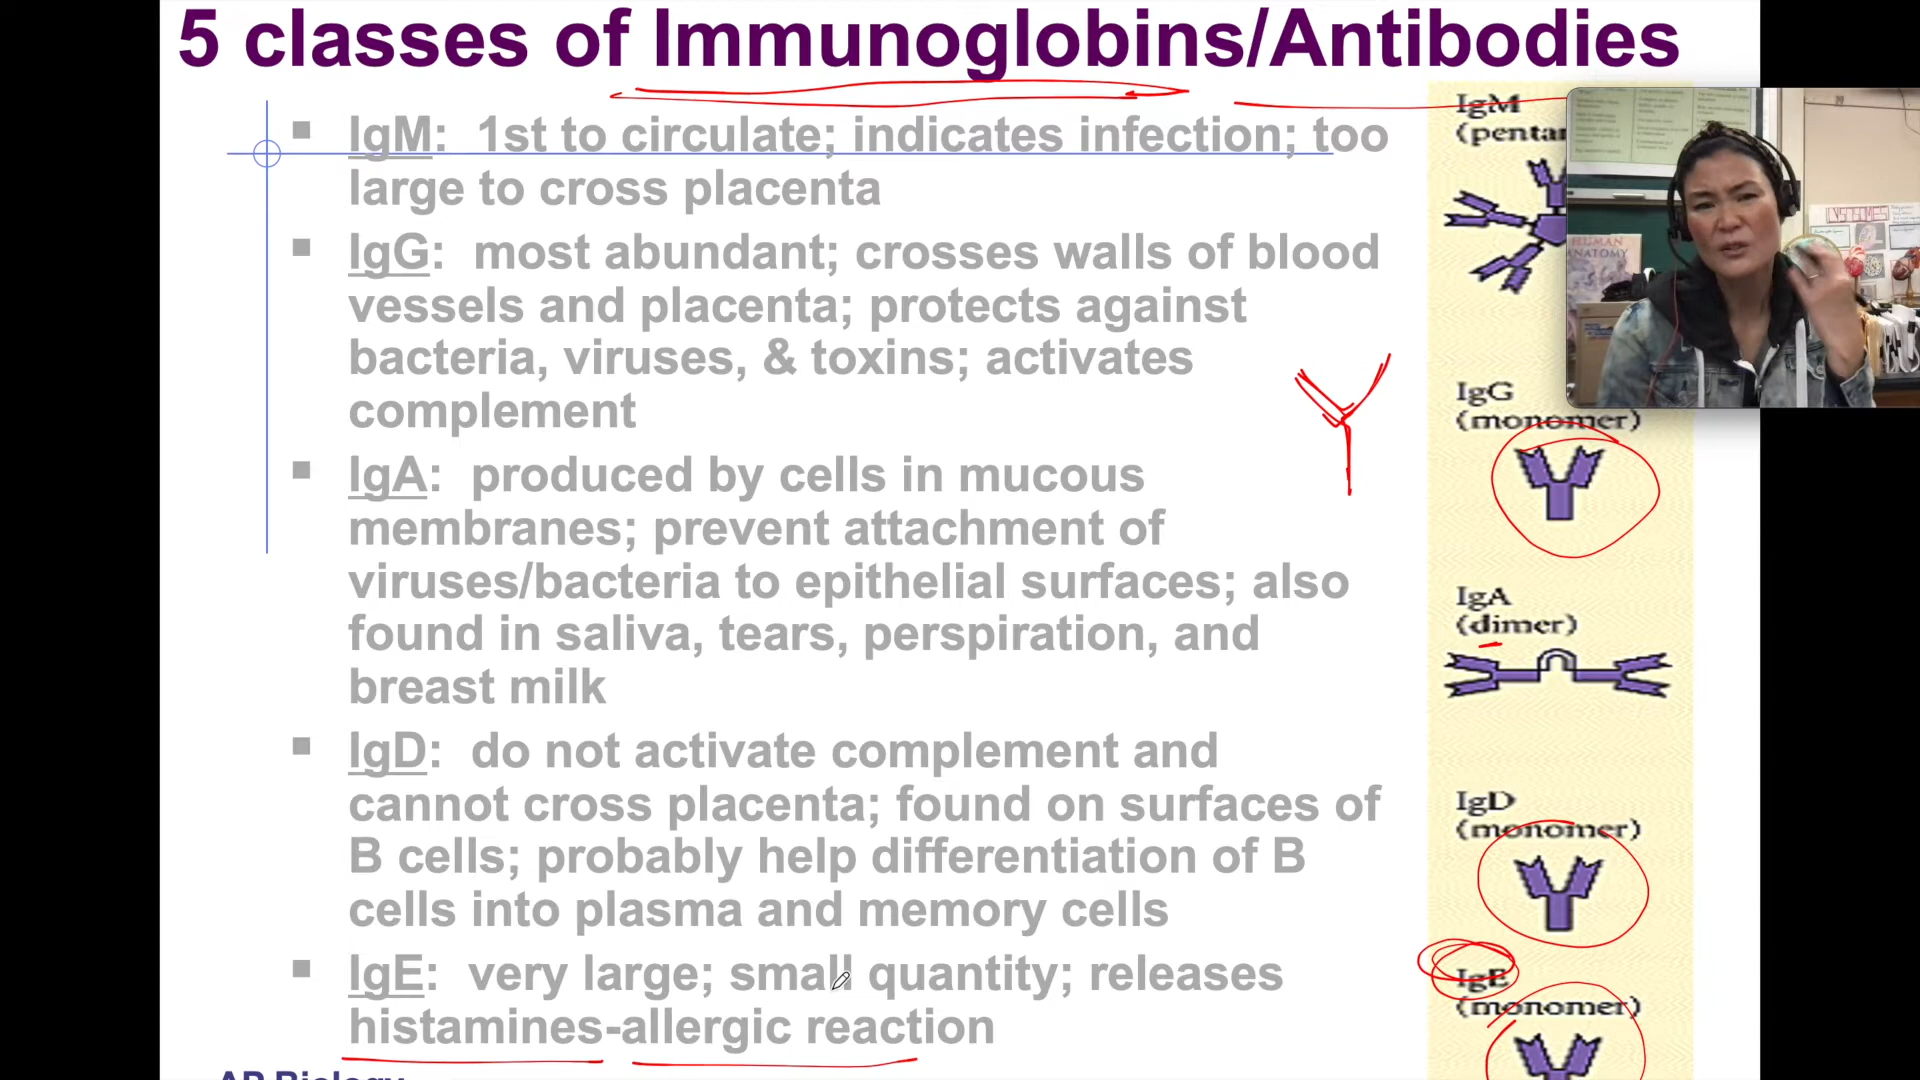 5 classes of Immunoglobins/Antibodies
IgM:  1st to circulate; indicates infection; too
large to cross placenta
IgG:  most abundant; crosses walls of blood
vessels and placenta; protects against
bacteria, viruses, & toxins; activates
complement
IgA:  produced by cells in mucous
membranes; prevent attachment of
viruses/bacteria to epithelial surfaces; also
found in saliva, tears, perspiration, and
breast milk
IgD:  do not activate complement and
cannot cross placenta; found on surfaces of
B cells; probably help differentiation of B
cells into plasma and memory cells
IgE:  very large; small quantity; releases
histamines-allergic reaction
AP Biology
IgM
(pentam
IgG
(monomer)
IgA
(dimer)
IgD
(monomer)
IgE
(monomer)
HUMAN
ANATOMY